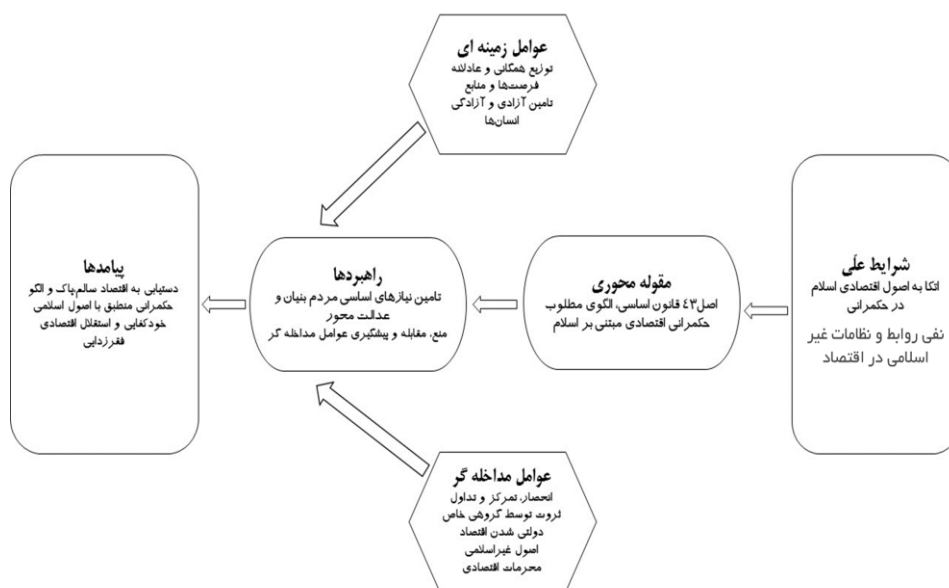 عوامل زمینه ای
توزیع همگانی و عادلانه
فرصت‌ها و منابع
تامین آزادی و آزادگی
انسان‌ها
شرایط علّی
اتکا به اصول اقتصادی اسلام
در حکمرانی
نفی روابط و نظامات غیر
اسلامی در اقتصاد
مقوله محوری
اصل۴۳ قانون اساسی، الگوی مطلوب
حکمرانی اقتصادی مبتنی بر اسلام
راهبردها
تامین نیازهای اساسی مردم بنیان و
عدالت محور
منع، مقابله و پیشگیری عوامل مداخله گر
پیامدها
دستیابی به اقتصاد سالم،پاک و الگو
حکمرانی منطبق با اصول اسلامی
خودکفایی و استقلال اقتصادی
فقرزدایی
عوامل مداخله گر
انحصار، تمرکز و تداول
ثروت توسط گروهی خاص
دولتی شدن اقتصاد
اصول غیراسلامی
محرمات اقتصادی